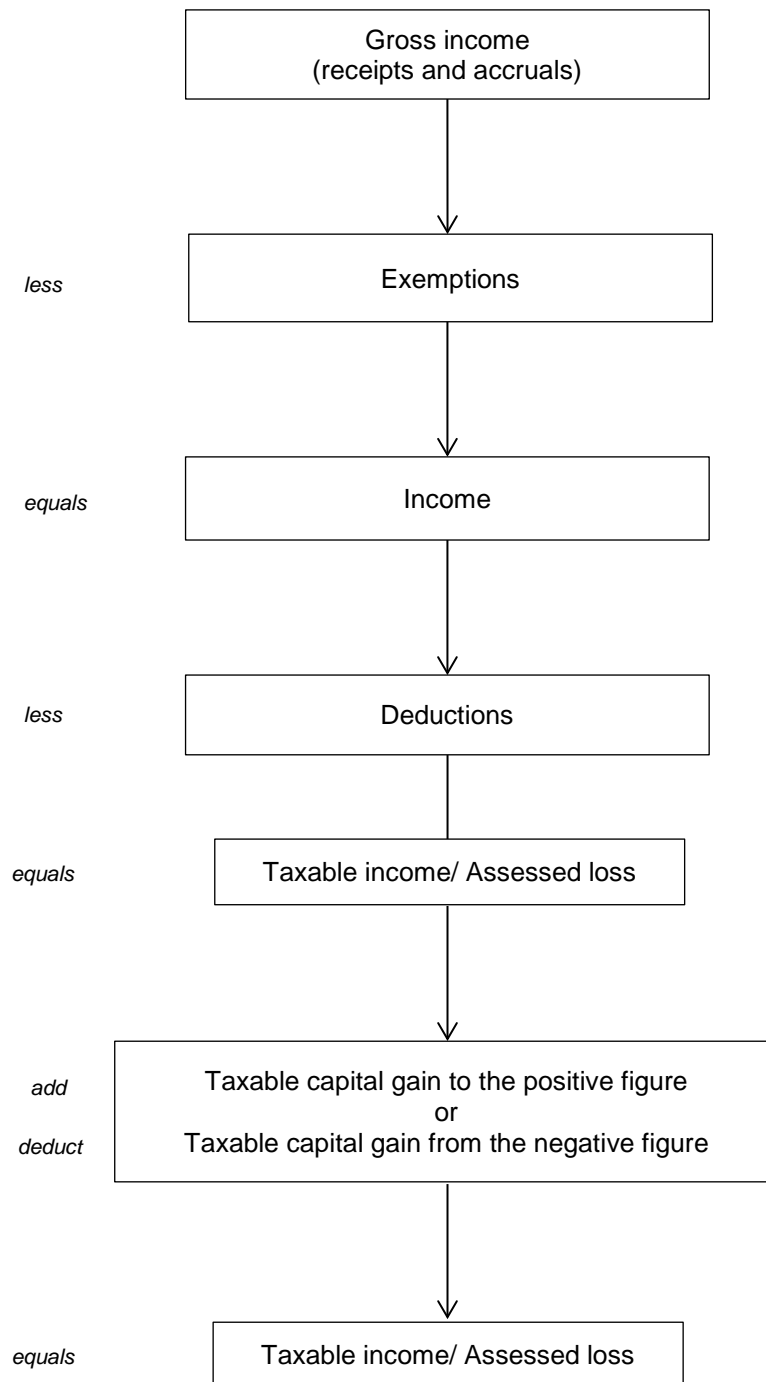 Gross income
(receipts and accruals)
less
Exemptions
equals
Income
less
Deductions
equals
Taxable income/ Assessed loss
add
Taxable capital gain to the positive figure
or
deduct
Taxable capital gain from the negative figure
equals
Taxable income/ Assessed loss